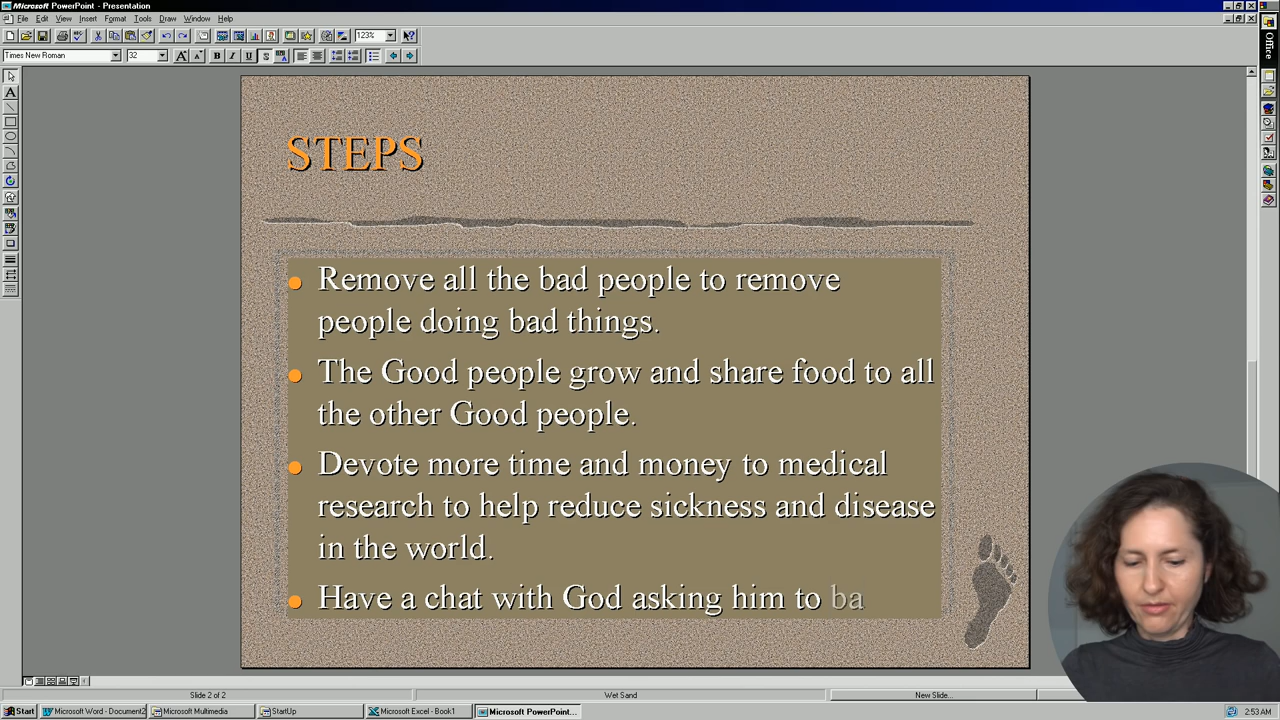 Microsoft PowerPoint - Presentation
File Edit View Insert Format Tools Draw Window Help
123%
Times New Roman 32 A A B I U S
Office
STEPS
Remove all the bad people to remove
people doing bad things.
The Good people grow and share food to all
the other Good people.
Devote more time and money to medical
research to help reduce sickness and disease
in the world.
Have a chat with God asking him to ba
Slide 2 of 2 Wet Sand New Slide...
Start Microsoft Word - Document2 Microsoft Multimedia StartUp Microsoft Excel - Book1 Microsoft PowerPoint... 2:53 AM